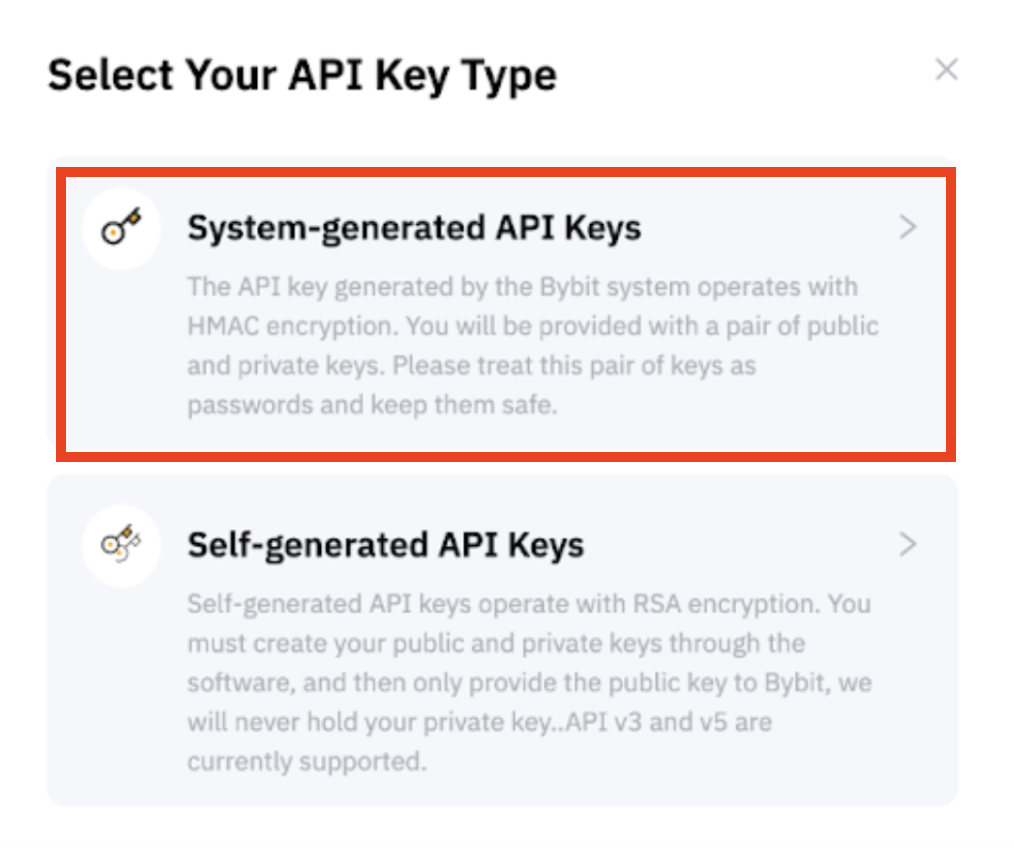 Select Your API Key Type
System-generated API Keys
The API key generated by the Bybit system operates with
HMAC encryption. You will be provided with a pair of public
and private keys. Please treat this pair of keys as
passwords and keep them safe.
Self-generated API Keys
Self-generated API keys operate with RSA encryption. You
must create your public and private keys through the
software, and then only provide the public key to Bybit, we
will never hold your private key..API v3 and v5 are
currently supported.